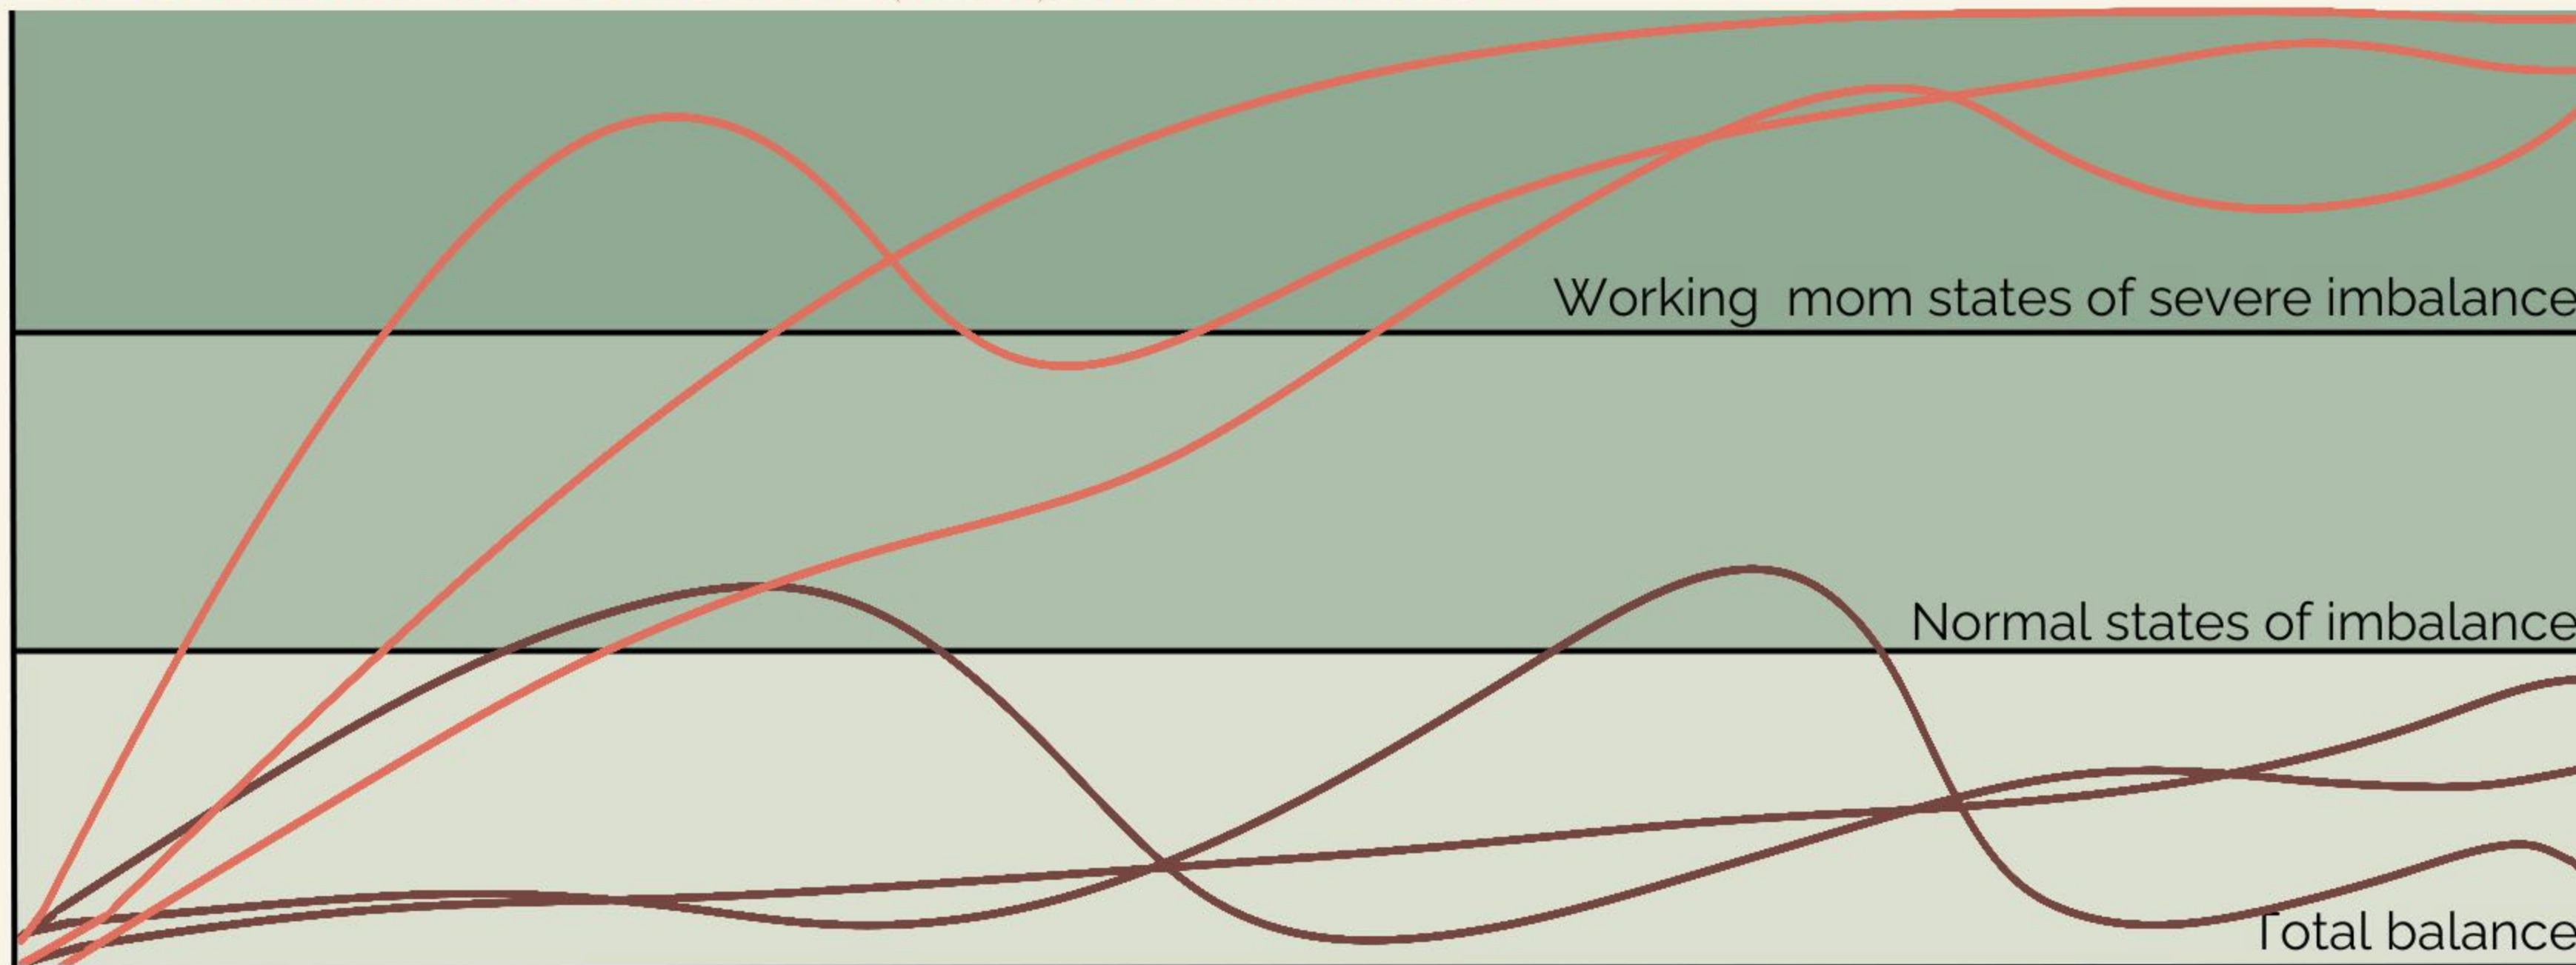 Working  mom states of severe imbalance
Normal states of imbalance
Total balance